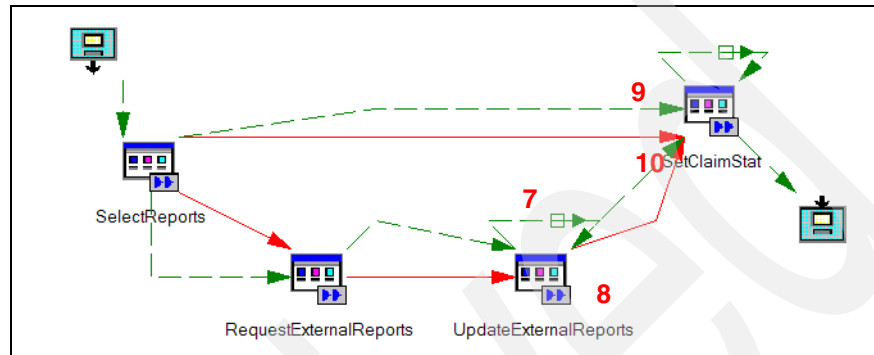 9
10
SetClaimStat
SelectReports
7
8
RequestExternalReports
UpdateExternalReports